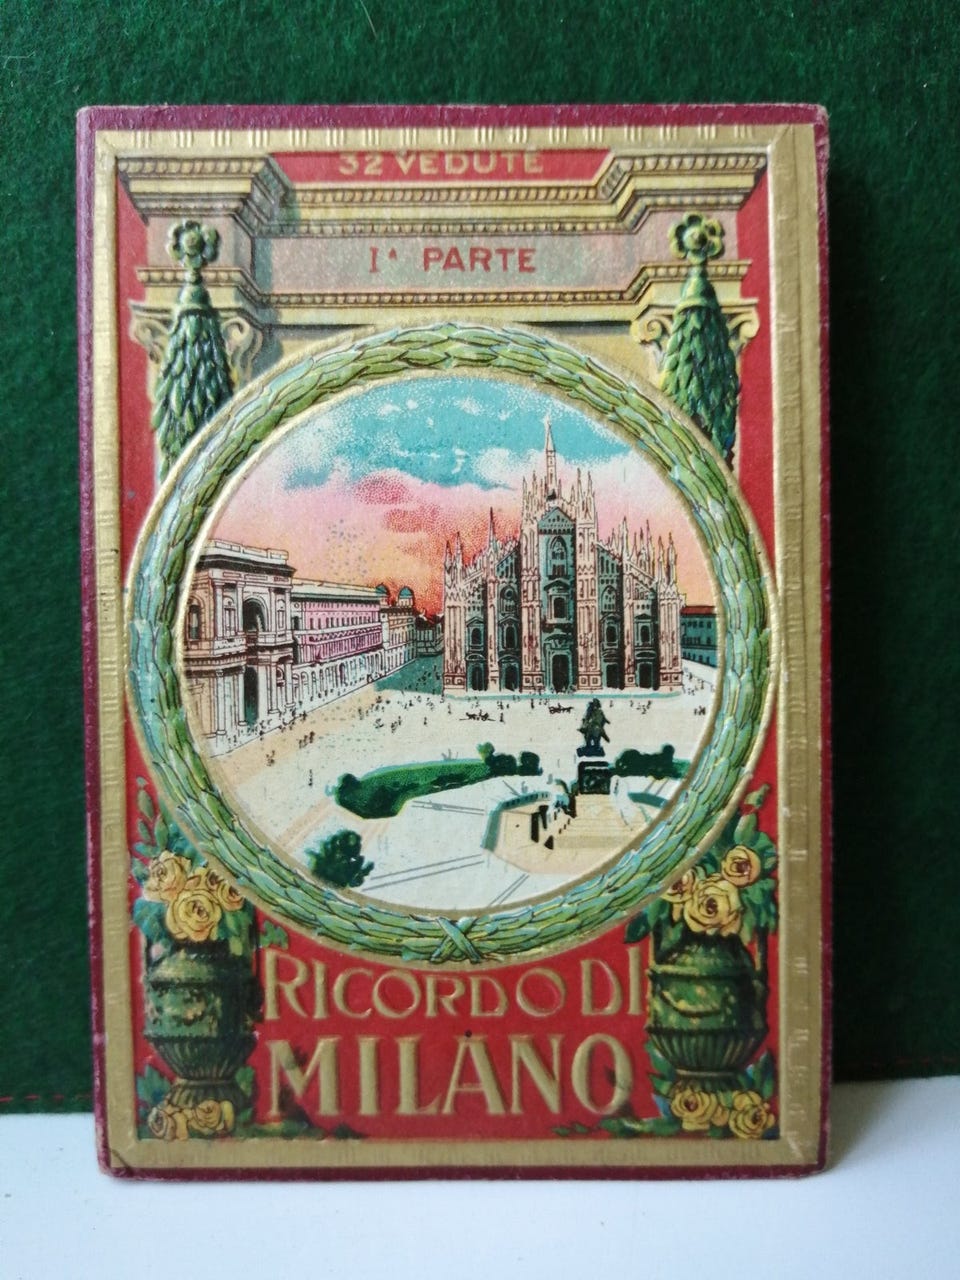 32 VEDUTE
Iᴬ PARTE
RICORDO DI
MILANO